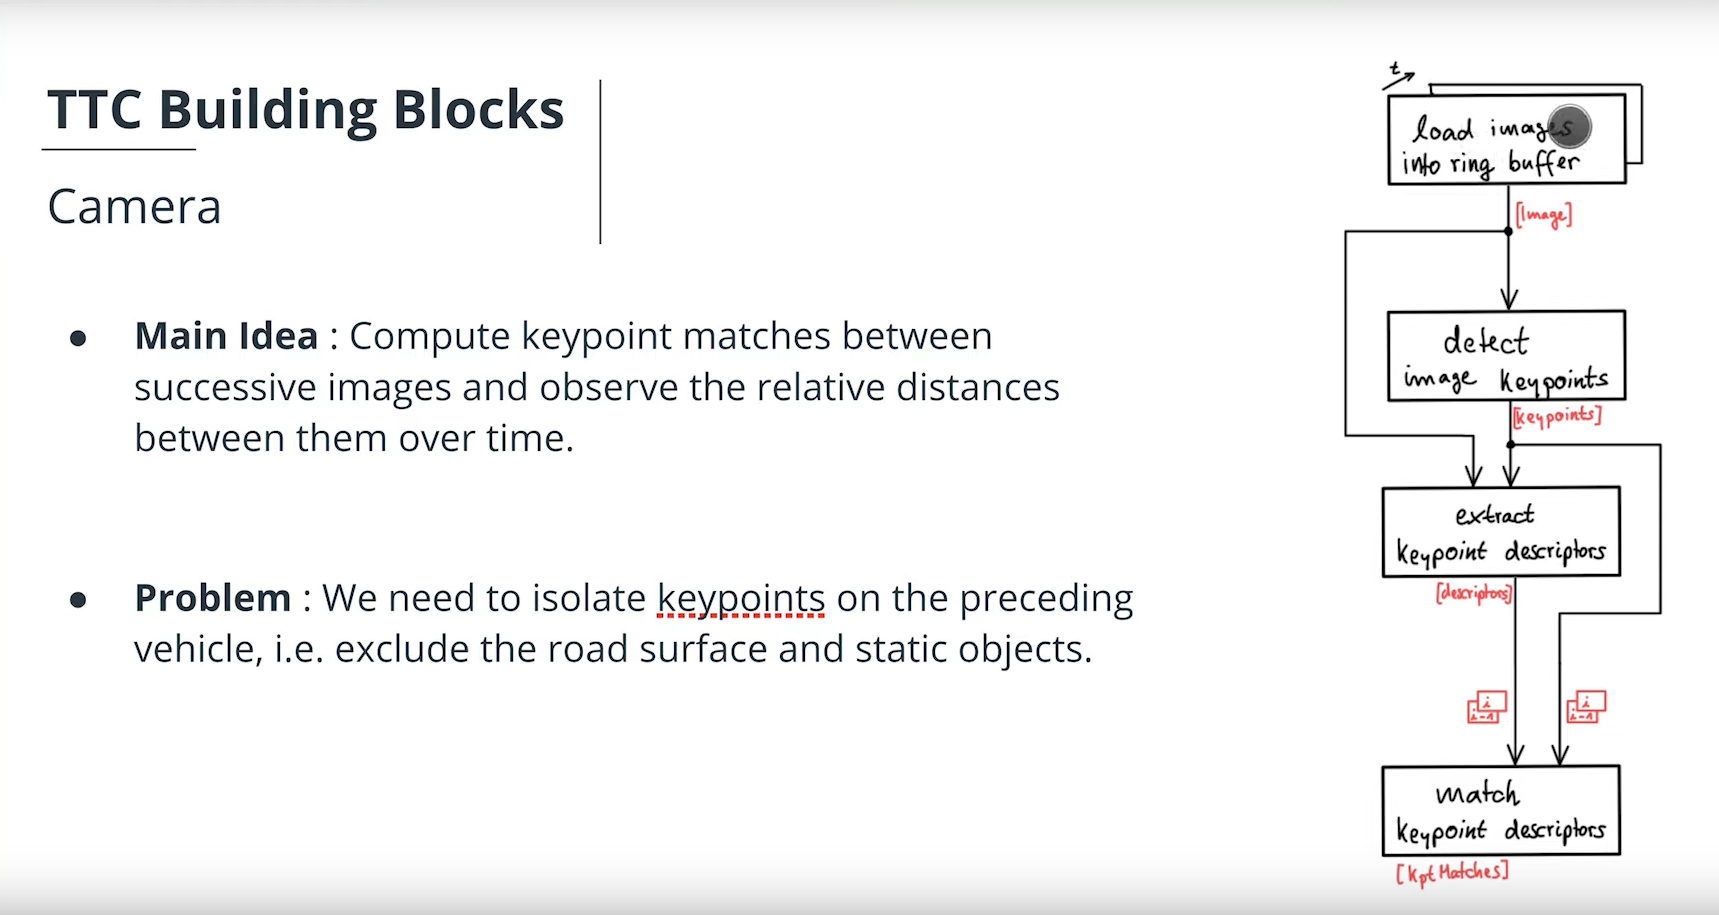 TTC Building Blocks
Camera
● Main Idea : Compute keypoint matches between
successive images and observe the relative distances
between them over time.
● Problem : We need to isolate keypoints on the preceding
vehicle, i.e. exclude the road surface and static objects.
t
load images
into ring buffer
[Image]
detect
image keypoints
[keypoints]
extract
keypoint descriptors
[descriptors]
i
i-1
i
i-1
match
keypoint descriptors
[kptMatches]